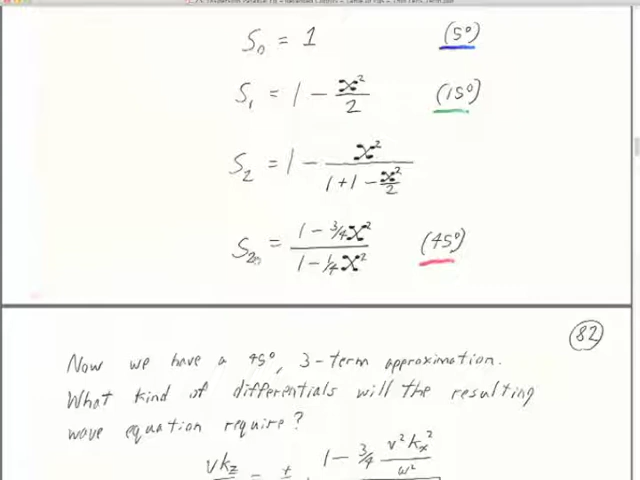 S₀ = 1 (5°)
S₁ = 1 − x²/2 (15°)
S₂ = 1 − x²/(1 + 1 − x²/2)
S₂ = (1 − ¾x²)/(1 − ¼x²) (45°)
82
Now we have a 45°, 3-term approximation.
What kind of differentials will the resulting
wave equation require?
vk_z = ± 1 − ¾ v²kₓ²/ω²